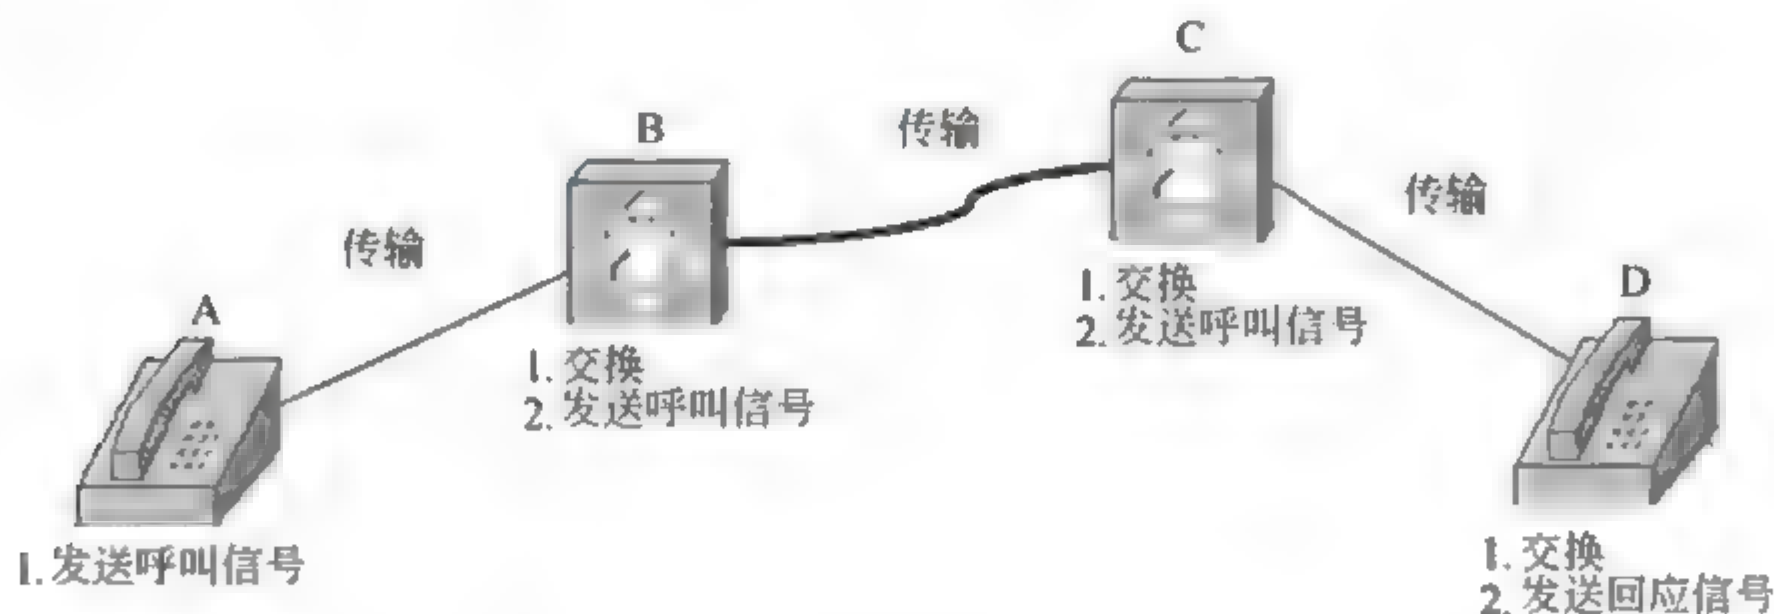 C
B
传输
传输
传输
A
D
1. 交换
2. 发送呼叫信号
1. 交换
2. 发送呼叫信号
1. 发送呼叫信号
1. 交换
2. 发送回应信号